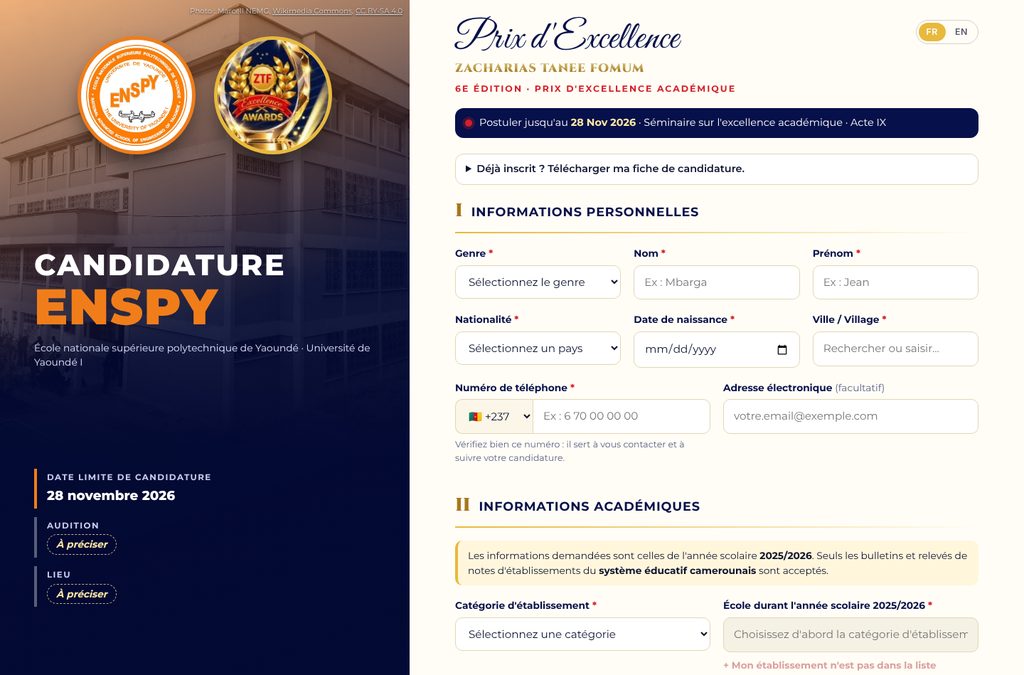 Photo : Marcell NEMG, Wikimedia Commons, CC BY-SA 4.0
ENSPY
ZTF
Excellence
AWARDS
CANDIDATURE
ENSPY
École nationale supérieure polytechnique de Yaoundé · Université de
Yaoundé I
DATE LIMITE DE CANDIDATURE
28 novembre 2026
AUDITION
À préciser
LIEU
À préciser
Prix d'Excellence
FR EN
ZACHARIAS TANEE FOMUM
6E ÉDITION · PRIX D'EXCELLENCE ACADÉMIQUE
Postuler jusqu'au 28 Nov 2026 · Séminaire sur l'excellence académique · Acte IX
Déjà inscrit ? Télécharger ma fiche de candidature.
I INFORMATIONS PERSONNELLES
Genre * Nom * Prénom *
Sélectionnez le genre Ex : Mbarga Ex : Jean
Nationalité * Date de naissance * Ville / Village *
Sélectionnez un pays mm/dd/yyyy Rechercher ou saisir...
Numéro de téléphone * Adresse électronique (facultatif)
+237 Ex : 6 70 00 00 00 votre.email@exemple.com
Vérifiez bien ce numéro : il sert à vous contacter et à
suivre votre candidature.
II INFORMATIONS ACADÉMIQUES
Les informations demandées sont celles de l'année scolaire 2025/2026. Seuls les bulletins et relevés de
notes d'établissements du système éducatif camerounais sont acceptés.
Catégorie d'établissement * École durant l'année scolaire 2025/2026 *
Sélectionnez une catégorie Choisissez d'abord la catégorie d'établissem
+ Mon établissement n'est pas dans la liste